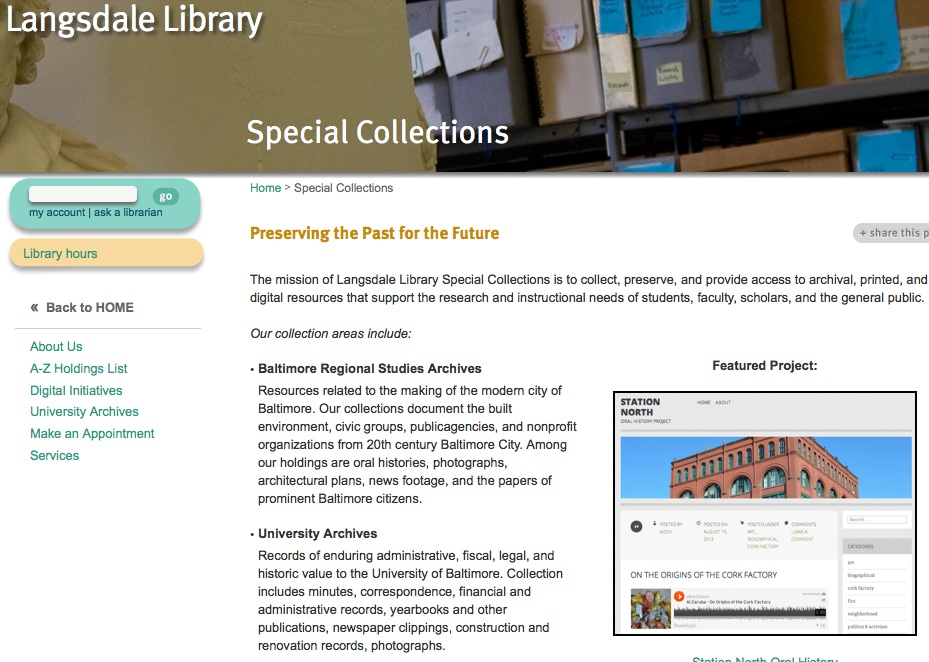 Langsdale Library
Special Collections
go
my account | ask a librarian
Library hours
« Back to HOME
About Us
A-Z Holdings List
Digital Initiatives
University Archives
Make an Appointment
Services
Home > Special Collections
Preserving the Past for the Future
+ share this p
The mission of Langsdale Library Special Collections is to collect, preserve, and provide access to archival, printed, and
digital resources that support the research and instructional needs of students, faculty, scholars, and the general public.
Our collection areas include:
• Baltimore Regional Studies Archives
Resources related to the making of the modern city of
Baltimore. Our collections document the built
environment, civic groups, publicagencies, and nonprofit
organizations from 20th century Baltimore City. Among
our holdings are oral histories, photographs,
architectural plans, news footage, and the papers of
prominent Baltimore citizens.
• University Archives
Records of enduring administrative, fiscal, legal, and
historic value to the University of Baltimore. Collection
includes minutes, correspondence, financial and
administrative records, yearbooks and other
publications, newspaper clippings, construction and
renovation records, photographs.
Featured Project:
STATION
NORTH
ORAL HISTORY PROJECT
HOME ABOUT
POSTED BY
POSTED ON
AUGUST 15,
2013
POSTED UNDER
ART,
BIOGRAPHICAL,
CORK FACTORY
COMMENTS
LEAVE A
COMMENT
Search ...
CATEGORIES
art
biographical
cork factory
fun
neighborhood
politics & activism
ON THE ORIGINS OF THE CORK FACTORY
Al Zaruba - On Origins of the Cork Factory
Download
Station North Oral History